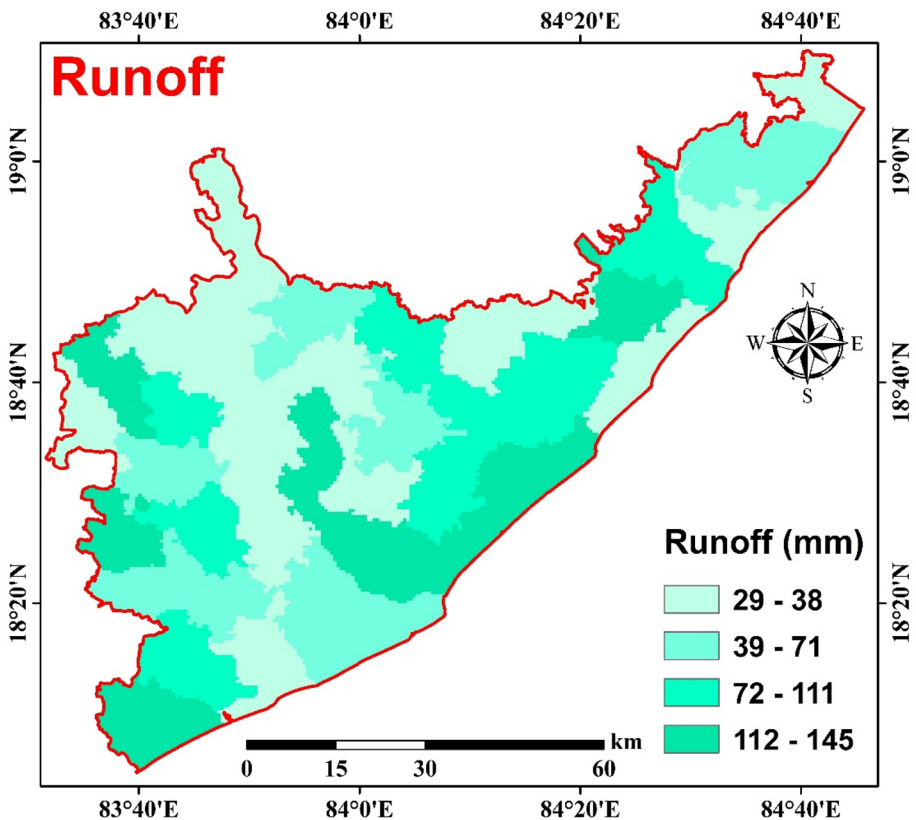 83°40'E 84°0'E 84°20'E 84°40'E
Runoff
19°0'N 19°0'N
N
W E
S
18°40'N 18°40'N
Runoff (mm)
29 - 38
18°20'N 18°20'N
39 - 71
72 - 111
112 - 145
km
0 15 30 60
83°40'E 84°0'E 84°20'E 84°40'E